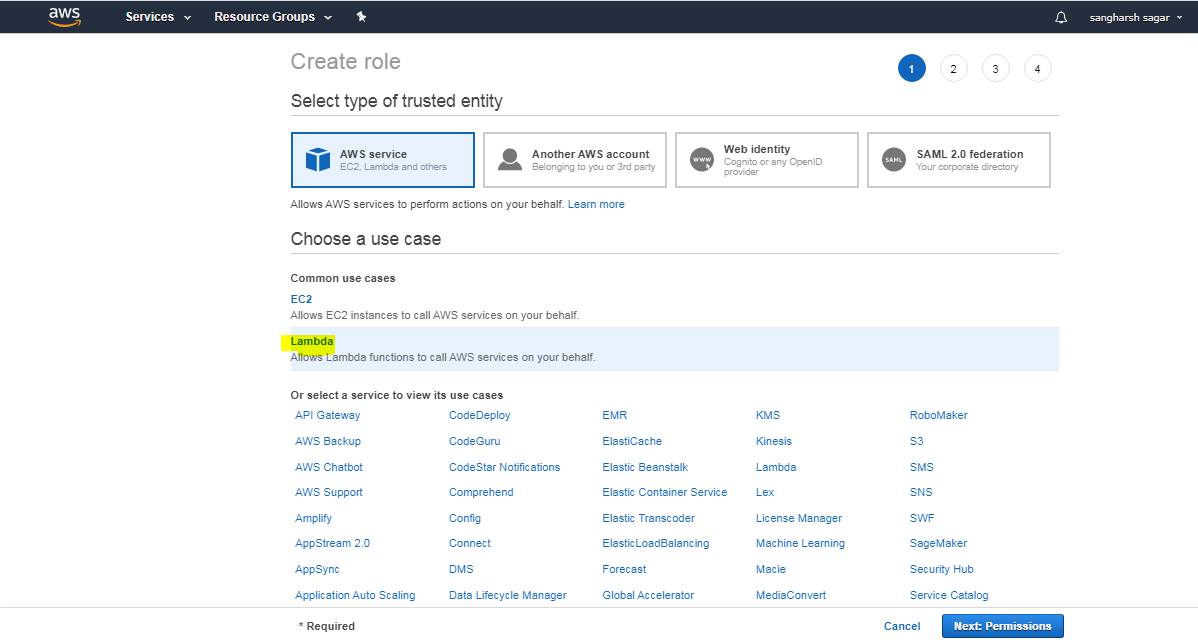 aws Services Resource Groups sangharsh sagar
Create role
1 2 3 4
Select type of trusted entity
AWS service
EC2, Lambda and others
Another AWS account
Belonging to you or 3rd party
www
Web identity
Cognito or any OpenID
provider
SAML
SAML 2.0 federation
Your corporate directory
Allows AWS services to perform actions on your behalf. Learn more
Choose a use case
Common use cases
EC2
Allows EC2 instances to call AWS services on your behalf.
Lambda
Allows Lambda functions to call AWS services on your behalf.
Or select a service to view its use cases
API Gateway CodeDeploy EMR KMS RoboMaker
AWS Backup CodeGuru ElastiCache Kinesis S3
AWS Chatbot CodeStar Notifications Elastic Beanstalk Lambda SMS
AWS Support Comprehend Elastic Container Service Lex SNS
Amplify Config Elastic Transcoder License Manager SWF
AppStream 2.0 Connect ElasticLoadBalancing Machine Learning SageMaker
AppSync DMS Forecast Macie Security Hub
Application Auto Scaling Data Lifecycle Manager Global Accelerator MediaConvert Service Catalog
* Required Cancel Next: Permissions